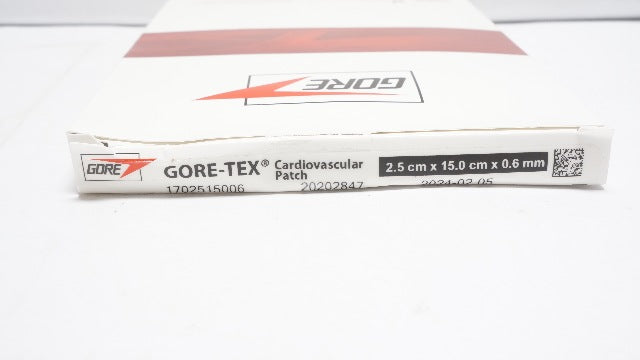 GORE
GORE
GORE-TEX® Cardiovascular Patch
2.5 cm x 15.0 cm x 0.6 mm
1702515006 20202847 2024-02-05